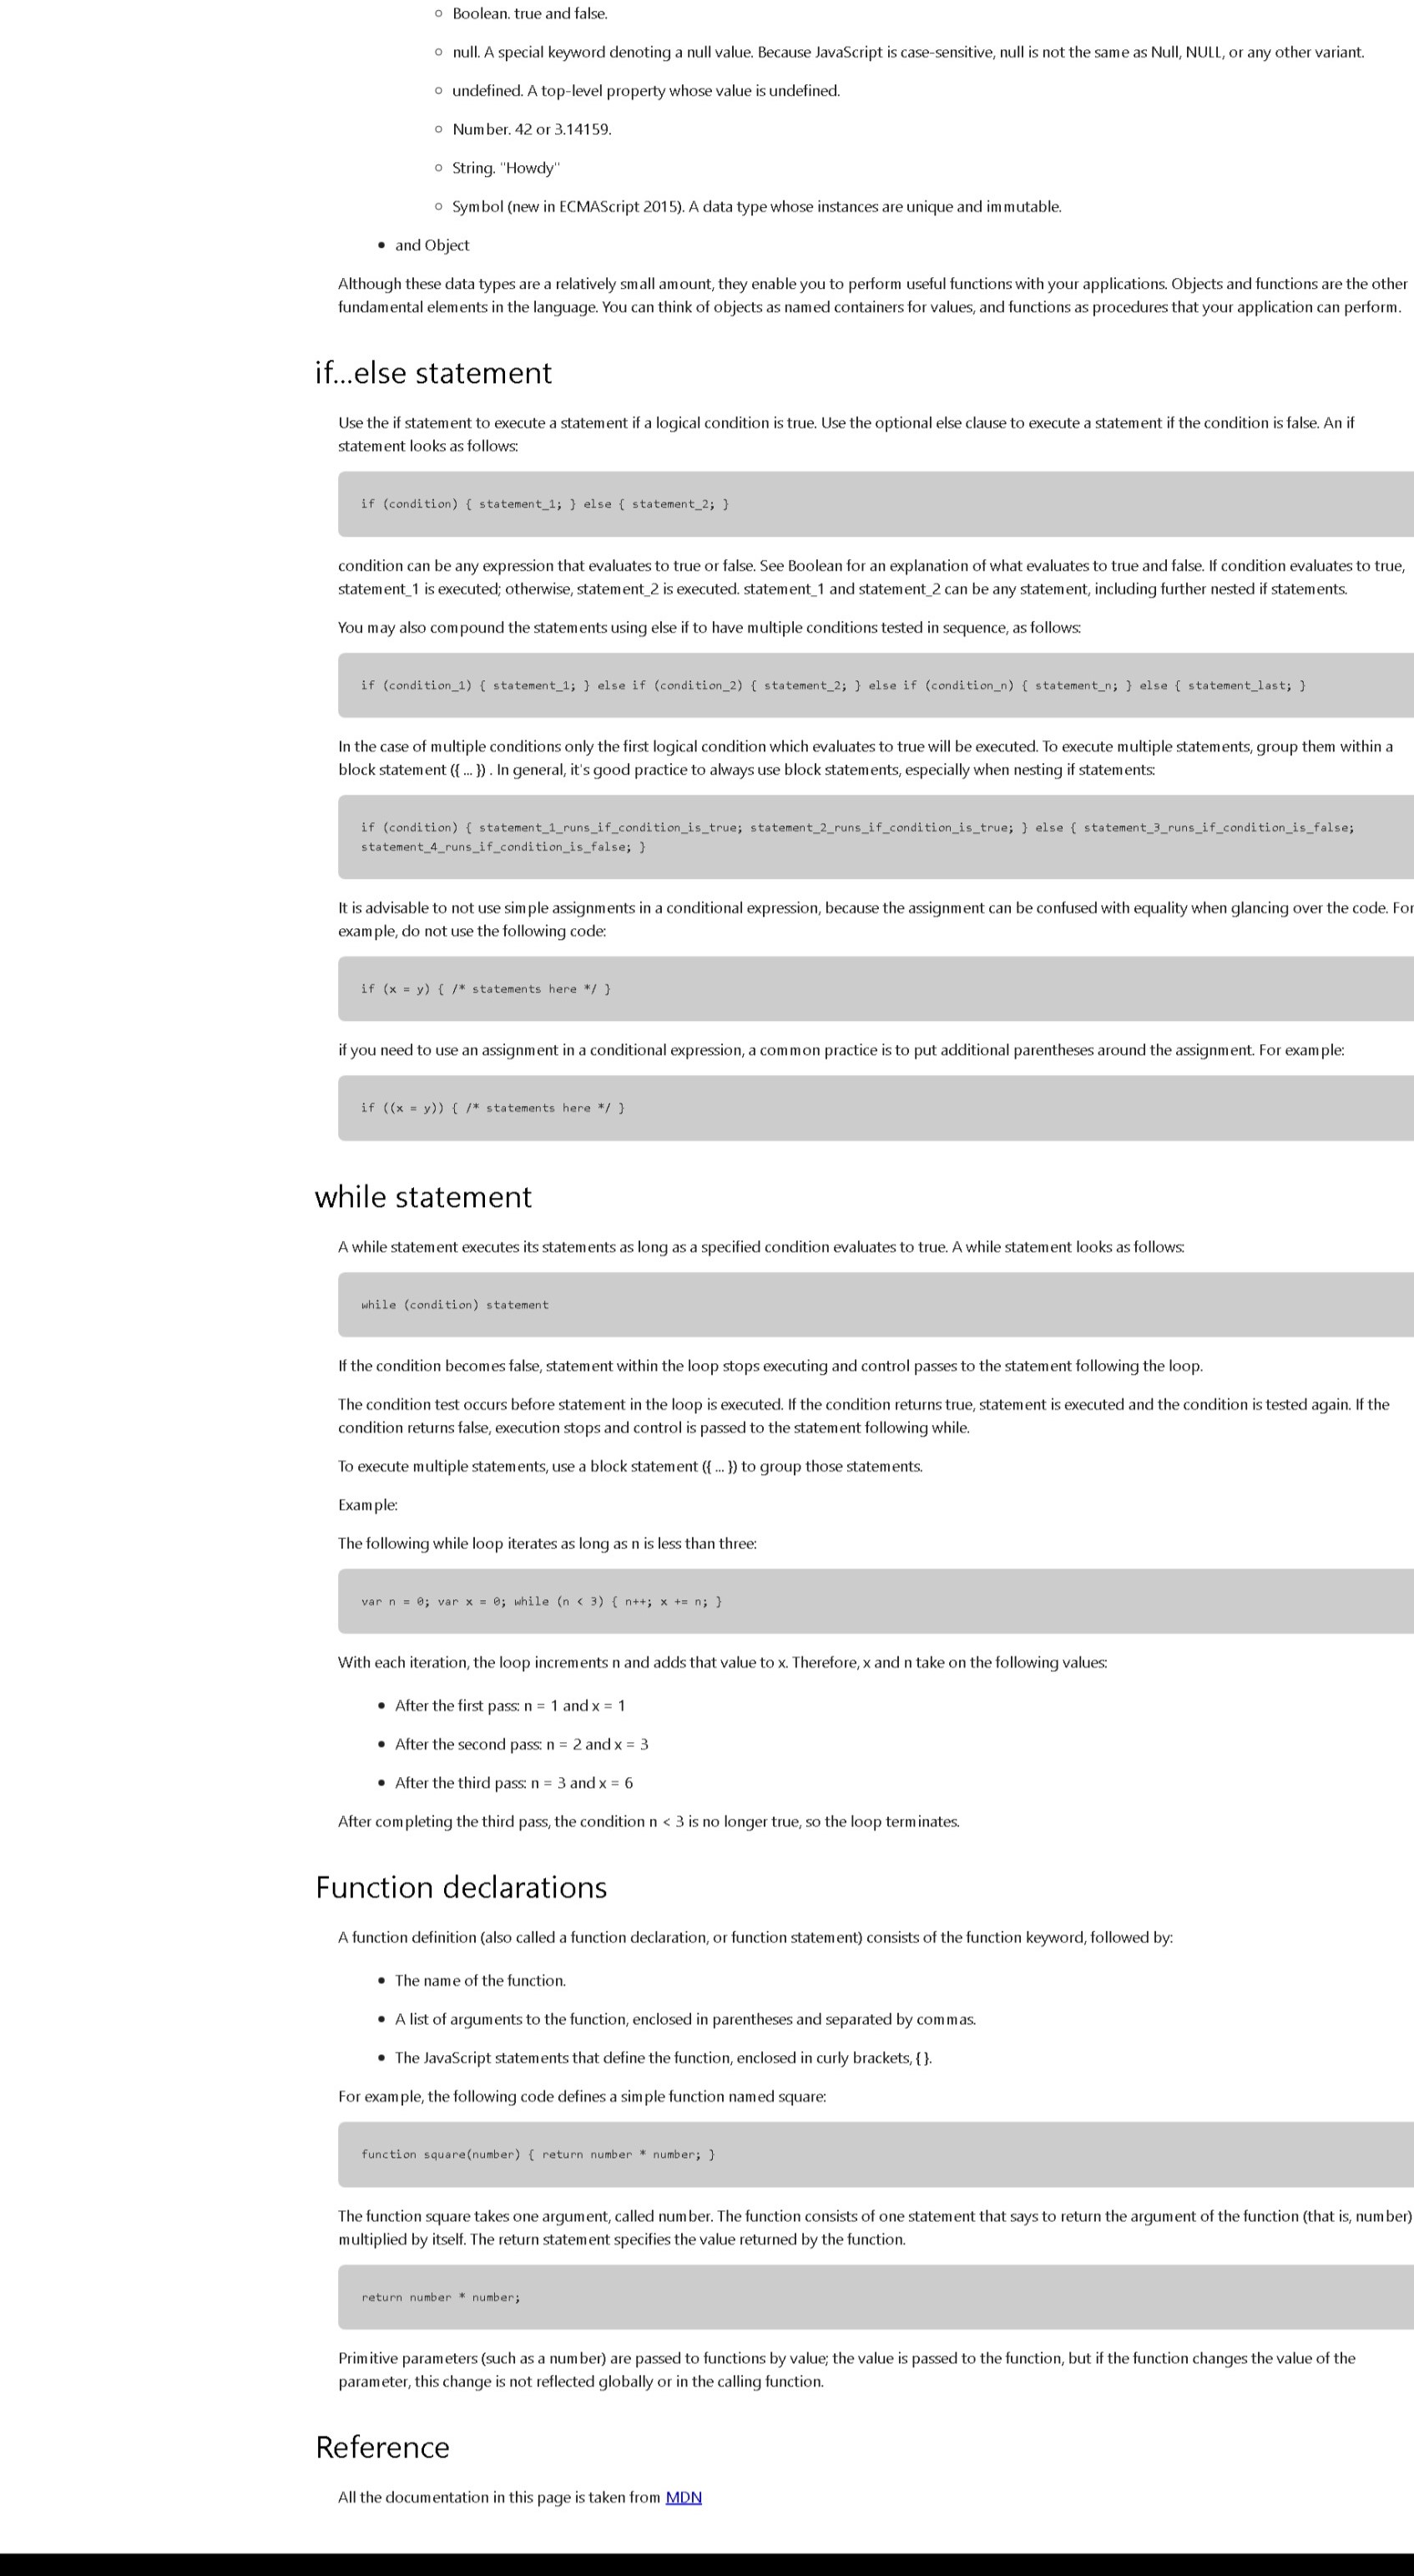 Boolean. true and false.
null. A special keyword denoting a null value. Because JavaScript is case-sensitive, null is not the same as Null, NULL, or any other variant.
undefined. A top-level property whose value is undefined.
Number. 42 or 3.14159.
String. "Howdy"
Symbol (new in ECMAScript 2015). A data type whose instances are unique and immutable.
and Object
Although these data types are a relatively small amount, they enable you to perform useful functions with your applications. Objects and functions are the other
fundamental elements in the language. You can think of objects as named containers for values, and functions as procedures that your application can perform.
if...else statement
Use the if statement to execute a statement if a logical condition is true. Use the optional else clause to execute a statement if the condition is false. An if
statement looks as follows:
if (condition) { statement_1; } else { statement_2; }
condition can be any expression that evaluates to true or false. See Boolean for an explanation of what evaluates to true and false. If condition evaluates to true,
statement_1 is executed; otherwise, statement_2 is executed. statement_1 and statement_2 can be any statement, including further nested if statements.
You may also compound the statements using else if to have multiple conditions tested in sequence, as follows:
if (condition_1) { statement_1; } else if (condition_2) { statement_2; } else if (condition_n) { statement_n; } else { statement_last; }
In the case of multiple conditions only the first logical condition which evaluates to true will be executed. To execute multiple statements, group them within a
block statement ({ ... }) . In general, it's good practice to always use block statements, especially when nesting if statements:
if (condition) { statement_1_runs_if_condition_is_true; statement_2_runs_if_condition_is_true; } else { statement_3_runs_if_condition_is_false;
statement_4_runs_if_condition_is_false; }
It is advisable to not use simple assignments in a conditional expression, because the assignment can be confused with equality when glancing over the code. For
example, do not use the following code:
if (x = y) { /* statements here */ }
if you need to use an assignment in a conditional expression, a common practice is to put additional parentheses around the assignment. For example:
if ((x = y)) { /* statements here */ }
while statement
A while statement executes its statements as long as a specified condition evaluates to true. A while statement looks as follows:
while (condition) statement
If the condition becomes false, statement within the loop stops executing and control passes to the statement following the loop.
The condition test occurs before statement in the loop is executed. If the condition returns true, statement is executed and the condition is tested again. If the
condition returns false, execution stops and control is passed to the statement following while.
To execute multiple statements, use a block statement ({ ... }) to group those statements.
Example:
The following while loop iterates as long as n is less than three:
var n = 0; var x = 0; while (n < 3) { n++; x += n; }
With each iteration, the loop increments n and adds that value to x. Therefore, x and n take on the following values:
After the first pass: n = 1 and x = 1
After the second pass: n = 2 and x = 3
After the third pass: n = 3 and x = 6
After completing the third pass, the condition n < 3 is no longer true, so the loop terminates.
Function declarations
A function definition (also called a function declaration, or function statement) consists of the function keyword, followed by:
The name of the function.
A list of arguments to the function, enclosed in parentheses and separated by commas.
The JavaScript statements that define the function, enclosed in curly brackets, { }.
For example, the following code defines a simple function named square:
function square(number) { return number * number; }
The function square takes one argument, called number. The function consists of one statement that says to return the argument of the function (that is, number)
multiplied by itself. The return statement specifies the value returned by the function.
return number * number;
Primitive parameters (such as a number) are passed to functions by value; the value is passed to the function, but if the function changes the value of the
parameter, this change is not reflected globally or in the calling function.
Reference
All the documentation in this page is taken from MDN